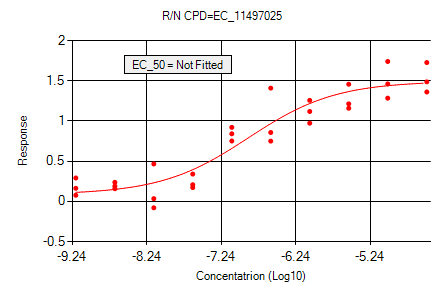 R/N CPD=EC_11497025
2
EC_50 = Not Fitted
1.5
1
Response
0.5
0
-0.5
-9.24 -8.24 -7.24 -6.24 -5.24
Concentatrion (Log10)